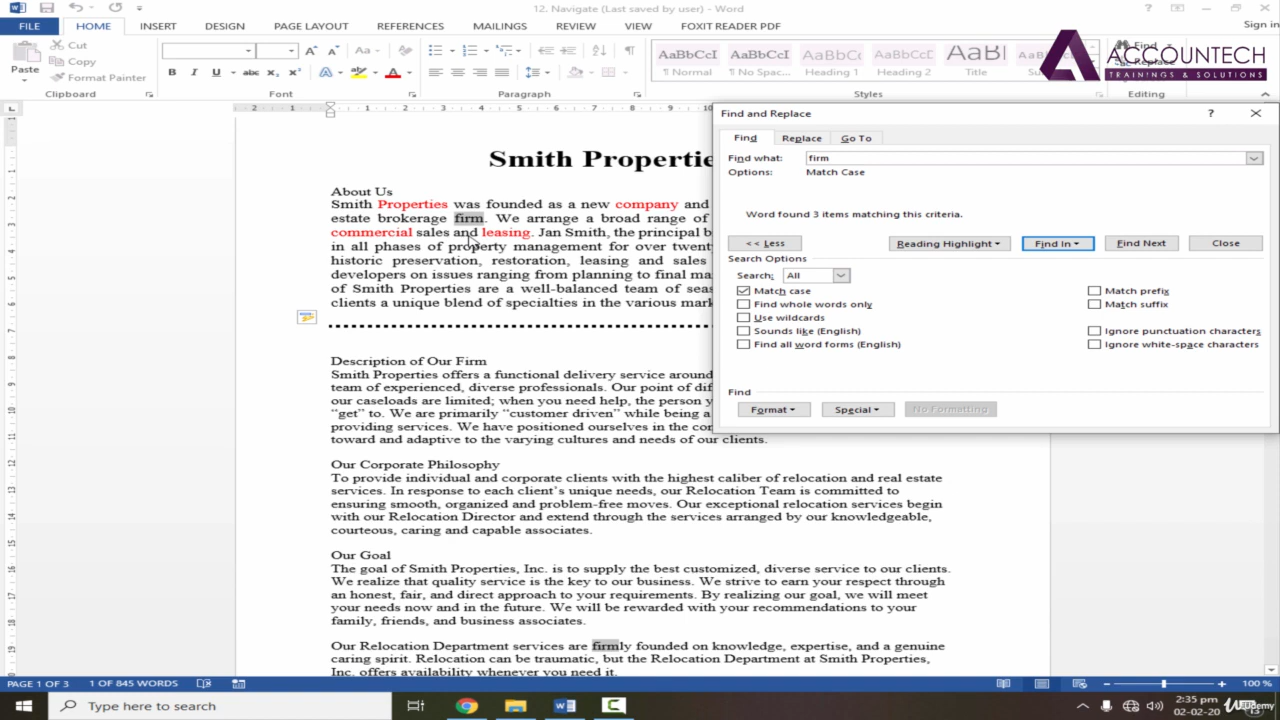 12. Navigate (Last saved by user) - Word
Sign in
FILE HOME INSERT DESIGN PAGE LAYOUT REFERENCES MAILINGS REVIEW VIEW FOXIT READER PDF
Paste
Cut
Copy
Format Painter
Clipboard
Font
Paragraph
AaBbCcI AaBbCcI AaBbC AaBbCcI AaBl
¶ Normal ¶ No Spac... Heading 1 Heading 2 Title
Styles
Replace
Editing
ACCOUNTECH
TRAININGS & SOLUTIONS
Smith Propertie
About Us
Smith Properties was founded as a new company and
estate brokerage firm. We arrange a broad range of
commercial sales and leasing. Jan Smith, the principal b
in all phases of property management for over twent
historic preservation, restoration, leasing and sales
developers on issues ranging from planning to final ma
of Smith Properties are a well-balanced team of sea
clients a unique blend of specialties in the various mark
Description of Our Firm
Smith Properties offers a functional delivery service around
team of experienced, diverse professionals. Our point of dif
our caseloads are limited; when you need help, the person y
“get” to. We are primarily “customer driven” while being a
providing services. We have positioned ourselves in the cor
toward and adaptive to the varying cultures and needs of our clients.
Our Corporate Philosophy
To provide individual and corporate clients with the highest caliber of relocation and real estate
services. In response to each client’s unique needs, our Relocation Team is committed to
ensuring smooth, organized and problem-free moves. Our exceptional relocation services begin
with our Relocation Director and extend through the services arranged by our knowledgeable,
courteous, caring and capable associates.
Our Goal
The goal of Smith Properties, Inc. is to supply the best customized, diverse service to our clients.
We realize that quality service is the key to our business. We strive to earn your respect through
an honest, fair, and direct approach to your requirements. By realizing our goal, we will meet
your needs now and in the future. We will be rewarded with your recommendations to your
family, friends, and business associates.
Our Relocation Department services are firmly founded on knowledge, expertise, and a genuine
caring spirit. Relocation can be traumatic, but the Relocation Department at Smith Properties,
Inc. offers availability whenever you need it.
Find and Replace
Find Replace Go To
Find what: firm
Options: Match Case
Word found 3 items matching this criteria.
<< Less Reading Highlight Find In Find Next Close
Search Options
Search: All
Match case
Find whole words only
Use wildcards
Sounds like (English)
Find all word forms (English)
Match prefix
Match suffix
Ignore punctuation characters
Ignore white-space characters
Find
Format Special No Formatting
PAGE 1 OF 3 1 OF 845 WORDS 100 %
Type here to search
2:35 pm
02-02-20
Udemy